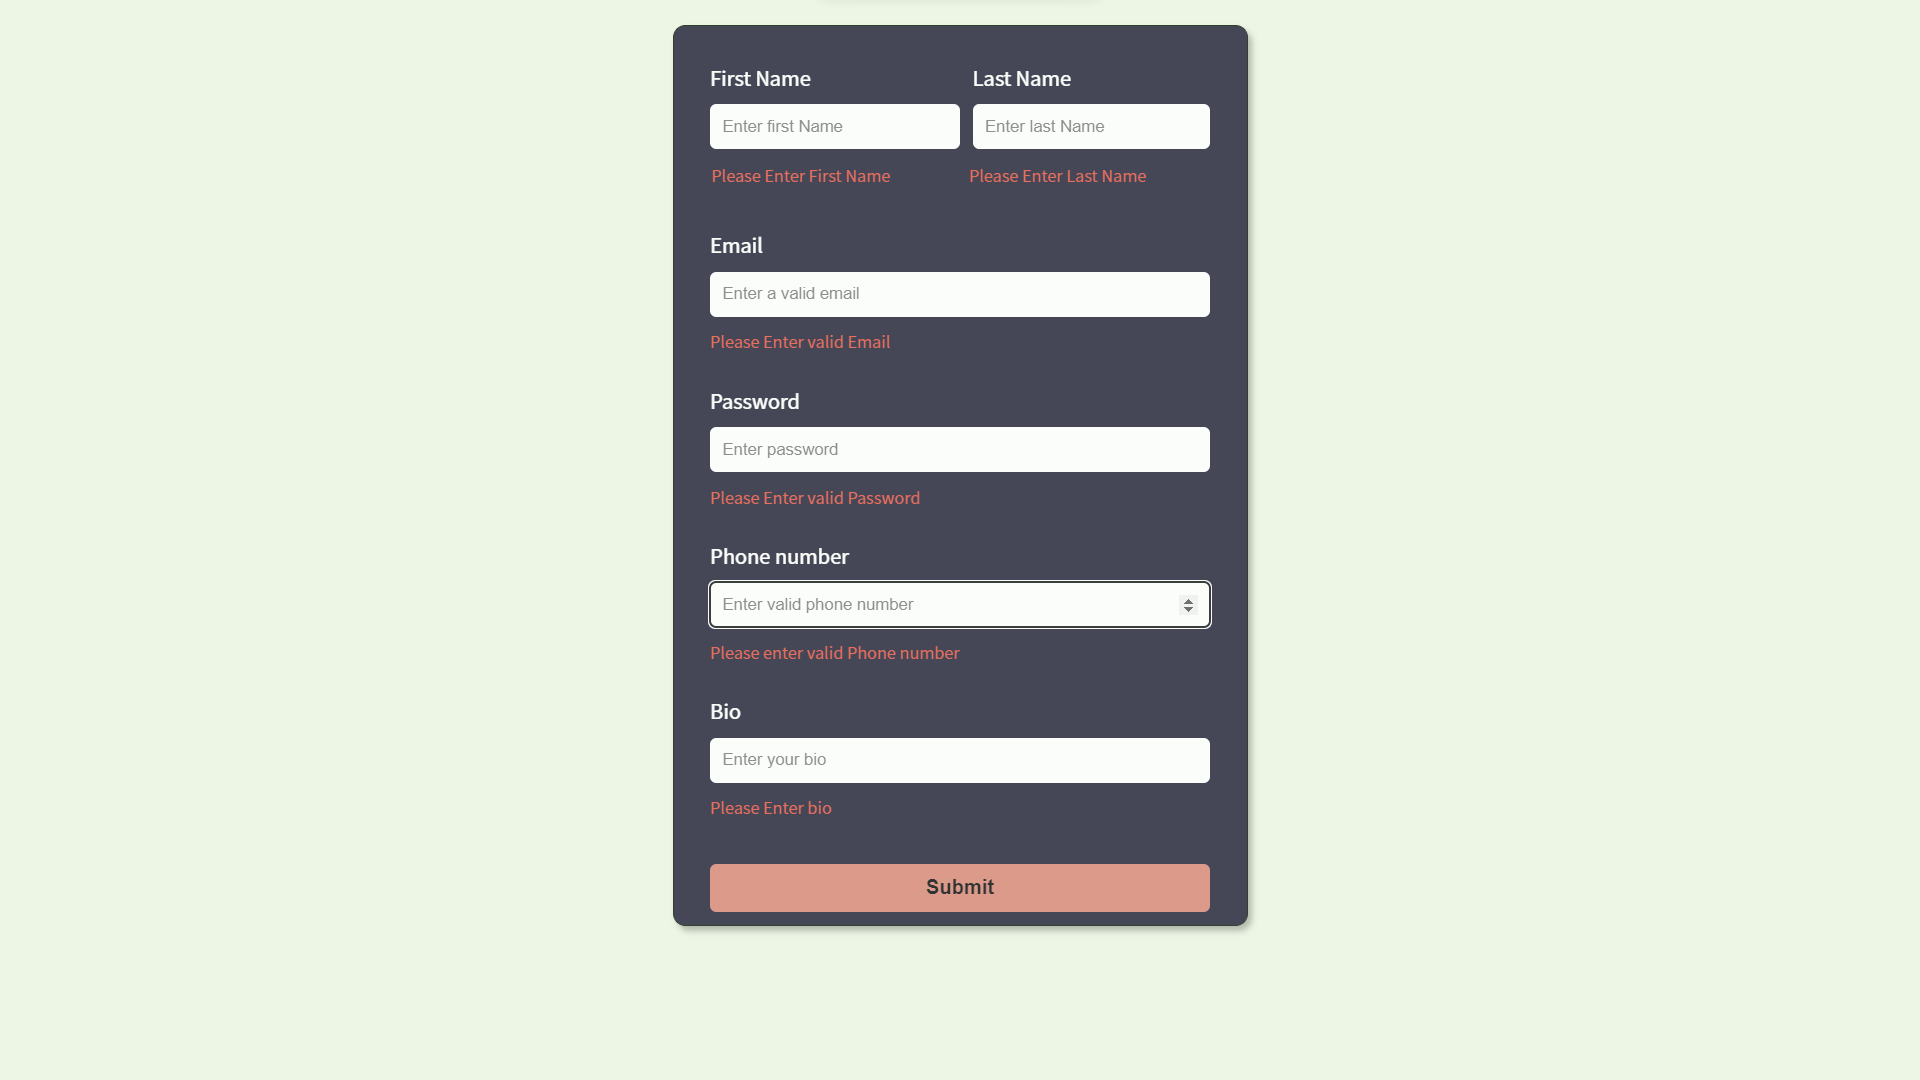 First Name Last Name
Enter first Name Enter last Name
Please Enter First Name Please Enter Last Name
Email
Enter a valid email
Please Enter valid Email
Password
Enter password
Please Enter valid Password
Phone number
Enter valid phone number
Please enter valid Phone number
Bio
Enter your bio
Please Enter bio
Submit